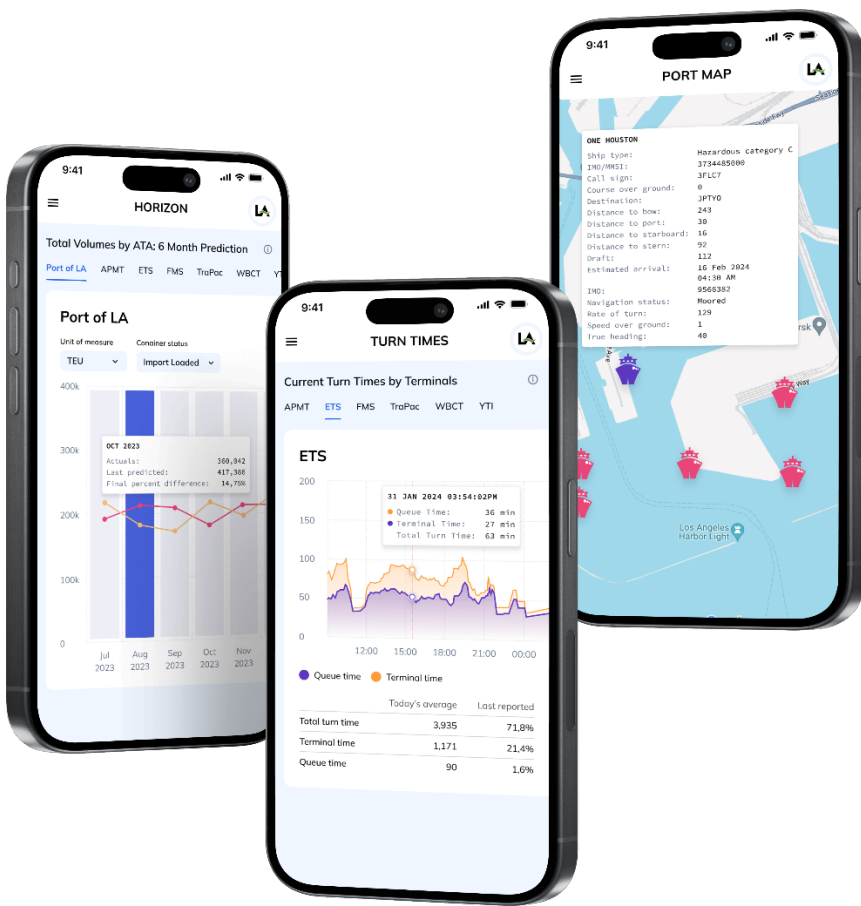 9:41
HORIZON
LA
Total Volumes by ATA: 6 Month Prediction
Port of LA APMT ETS FMS TraPac WBCT
Port of LA
Unit of measure Conainer status
TEU Import Loaded
400k
300k
200k
100k
0
OCT 2023
Actuals: 360,042
Last predicted: 417,388
Final percent difference: 14,75%
Jul Aug Sep Oct Nov
2023 2023 2023 2023 2023
9:41
TURN TIMES
LA
Current Turn Times by Terminals
APMT ETS FMS TraPac WBCT YTI
ETS
200
150
100
50
0
31 JAN 2024 03:54:02PM
Queue Time: 36 min
Terminal Time: 27 min
Total Turn Time: 63 min
12:00 15:00 18:00 21:00 00:00
Queue time Terminal time
Today's average Last reported
Total turn time 3,935 71,8%
Terminal time 1,171 21,4%
Queue time 90 1,6%
9:41
PORT MAP
LA
ONE HOUSTON
Ship type: Hazardous category C
IMO/MMSI: 3734485000
Call sign: 3FLC7
Course over ground: 0
Destination: JPTYO
Distance to bow: 243
Distance to port: 30
Distance to starboard: 16
Distance to stern: 92
Draft: 112
Estimated arrival: 16 Feb 2024
04:30 AM
IMO: 9566382
Navigation status: Moored
Rate of turn: 129
Speed over ground: 1
True heading: 40
Ave
Way
Los Angeles
Harbor Light